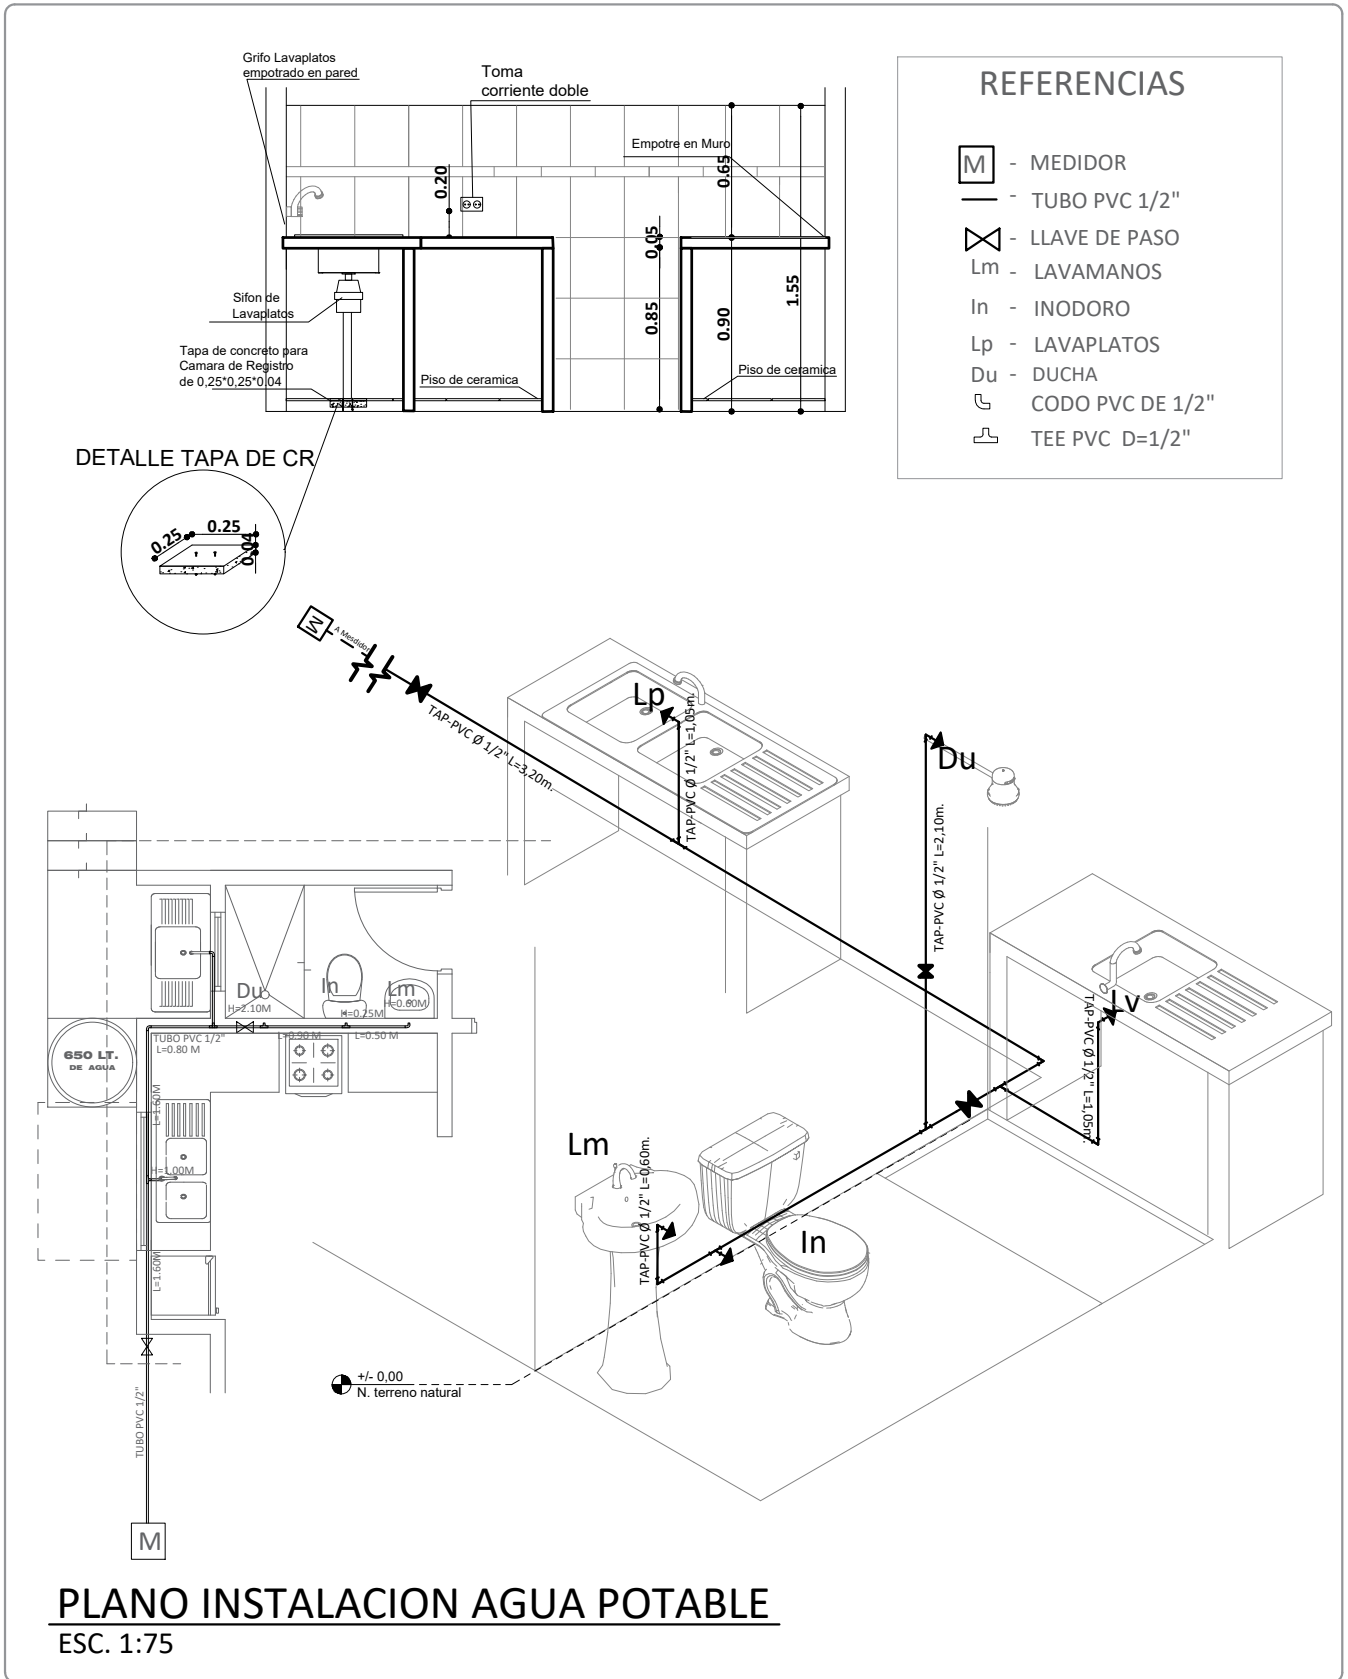 Grifo Lavaplatos
empotrado en pared
Toma
corriente doble
Empotre en Muro
0.65
0.20
0.05
1.55
0.85
0.90
Sifon de
Lavaplatos
Tapa de concreto para
Camara de Registro
de 0,25*0,25*0.04
Piso de ceramica
Piso de ceramica
REFERENCIAS
M - MEDIDOR
- TUBO PVC 1/2"
- LLAVE DE PASO
Lm - LAVAMANOS
In - INODORO
Lp - LAVAPLATOS
Du - DUCHA
CODO PVC DE 1/2"
TEE PVC D=1/2"
DETALLE TAPA DE CR
0.25
0.25
0.04
M
A Mesdidor
TAP-PVC Ø 1/2" L=3,20m.
Lp
TAP-PVC Ø 1/2" L=1,05m.
Du
TAP-PVC Ø 1/2" L=2,10m.
Lv
TAP-PVC Ø 1/2" L=1,05m.
Lm
TAP-PVC Ø 1/2" L=0,60m.
In
+/- 0,00
N. terreno natural
Du
H=2.10M
In
H=0.25M
Lm
H=0.60M
TUBO PVC 1/2"
L=0.80 M
L=0.90 M
L=0.50 M
650 LT.
DE AGUA
L=1.60M
H=1.00M
L=1.60M
TUBO PVC 1/2"
M
PLANO INSTALACION AGUA POTABLE
ESC. 1:75